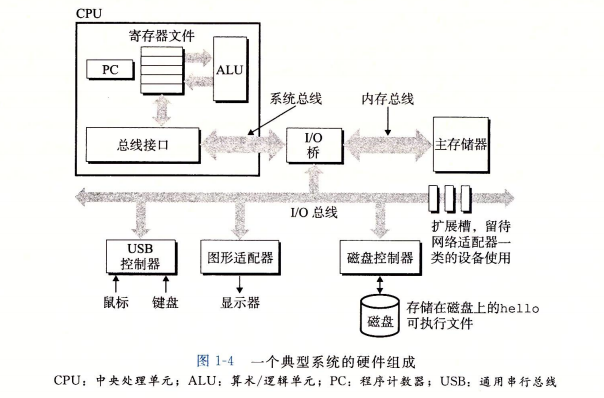 CPU
寄存器文件
PC
ALU
系统总线
内存总线
总线接口
I/O
桥
主存储器
I/O 总线
扩展槽，留待
网络适配器一
类的设备使用
USB
控制器
图形适配器
磁盘控制器
鼠标
键盘
显示器
磁盘
存储在磁盘上的hello
可执行文件
图 1-4 一个典型系统的硬件组成
CPU：中央处理单元；ALU：算术/逻辑单元；PC：程序计数器；USB：通用串行总线